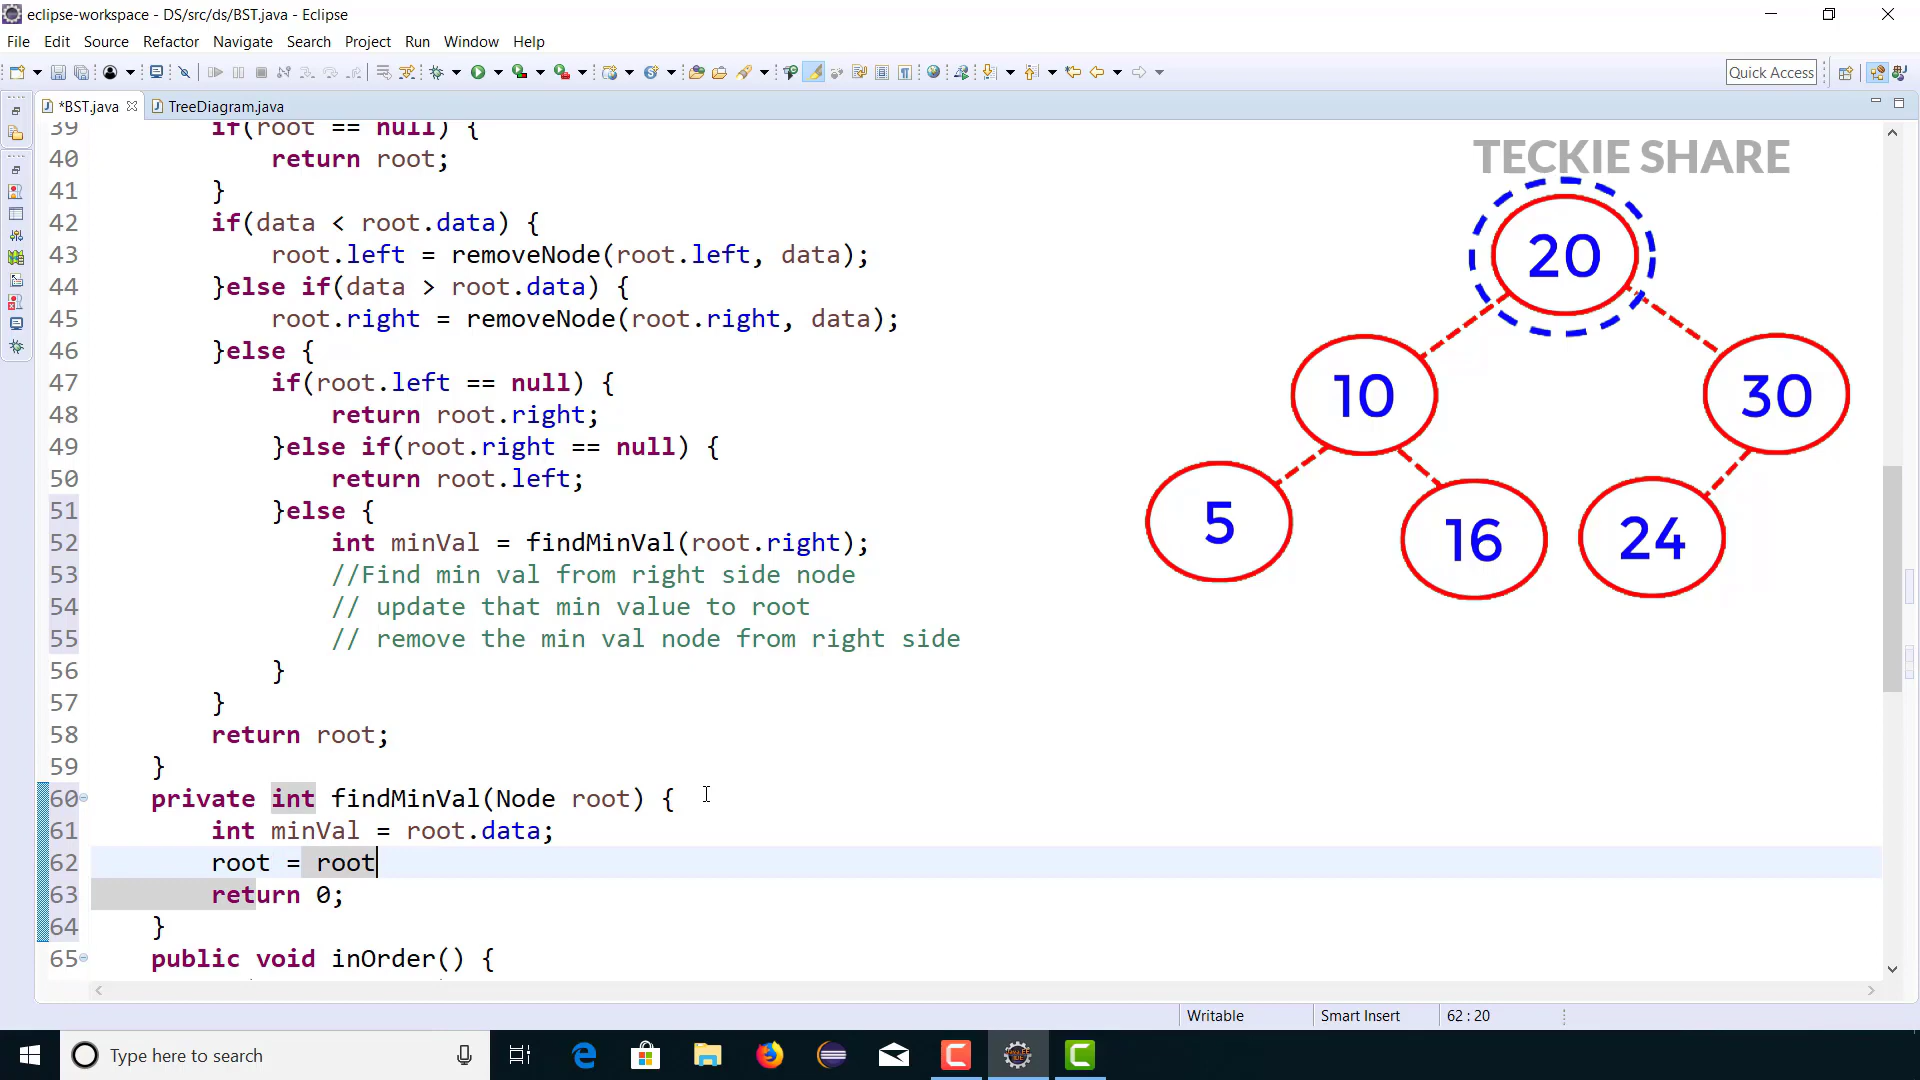 eclipse-workspace - DS/src/ds/BST.java - Eclipse
File Edit Source Refactor Navigate Search Project Run Window Help
Quick Access
*BST.java TreeDiagram.java
39 if(root == null) {
40 return root;
41 }
42 if(data < root.data) {
43 root.left = removeNode(root.left, data);
44 }else if(data > root.data) {
45 root.right = removeNode(root.right, data);
46 }else {
47 if(root.left == null) {
48 return root.right;
49 }else if(root.right == null) {
50 return root.left;
51 }else {
52 int minVal = findMinVal(root.right);
53 //Find min val from right side node
54 // update that min value to root
55 // remove the min val node from right side
56 }
57 }
58 return root;
59 }
60 private int findMinVal(Node root) {
61 int minVal = root.data;
62 root = root
63 return 0;
64 }
65 public void inOrder() {
TECKIE SHARE
20
10 30
5 16 24
Writable Smart Insert 62 : 20
Type here to search